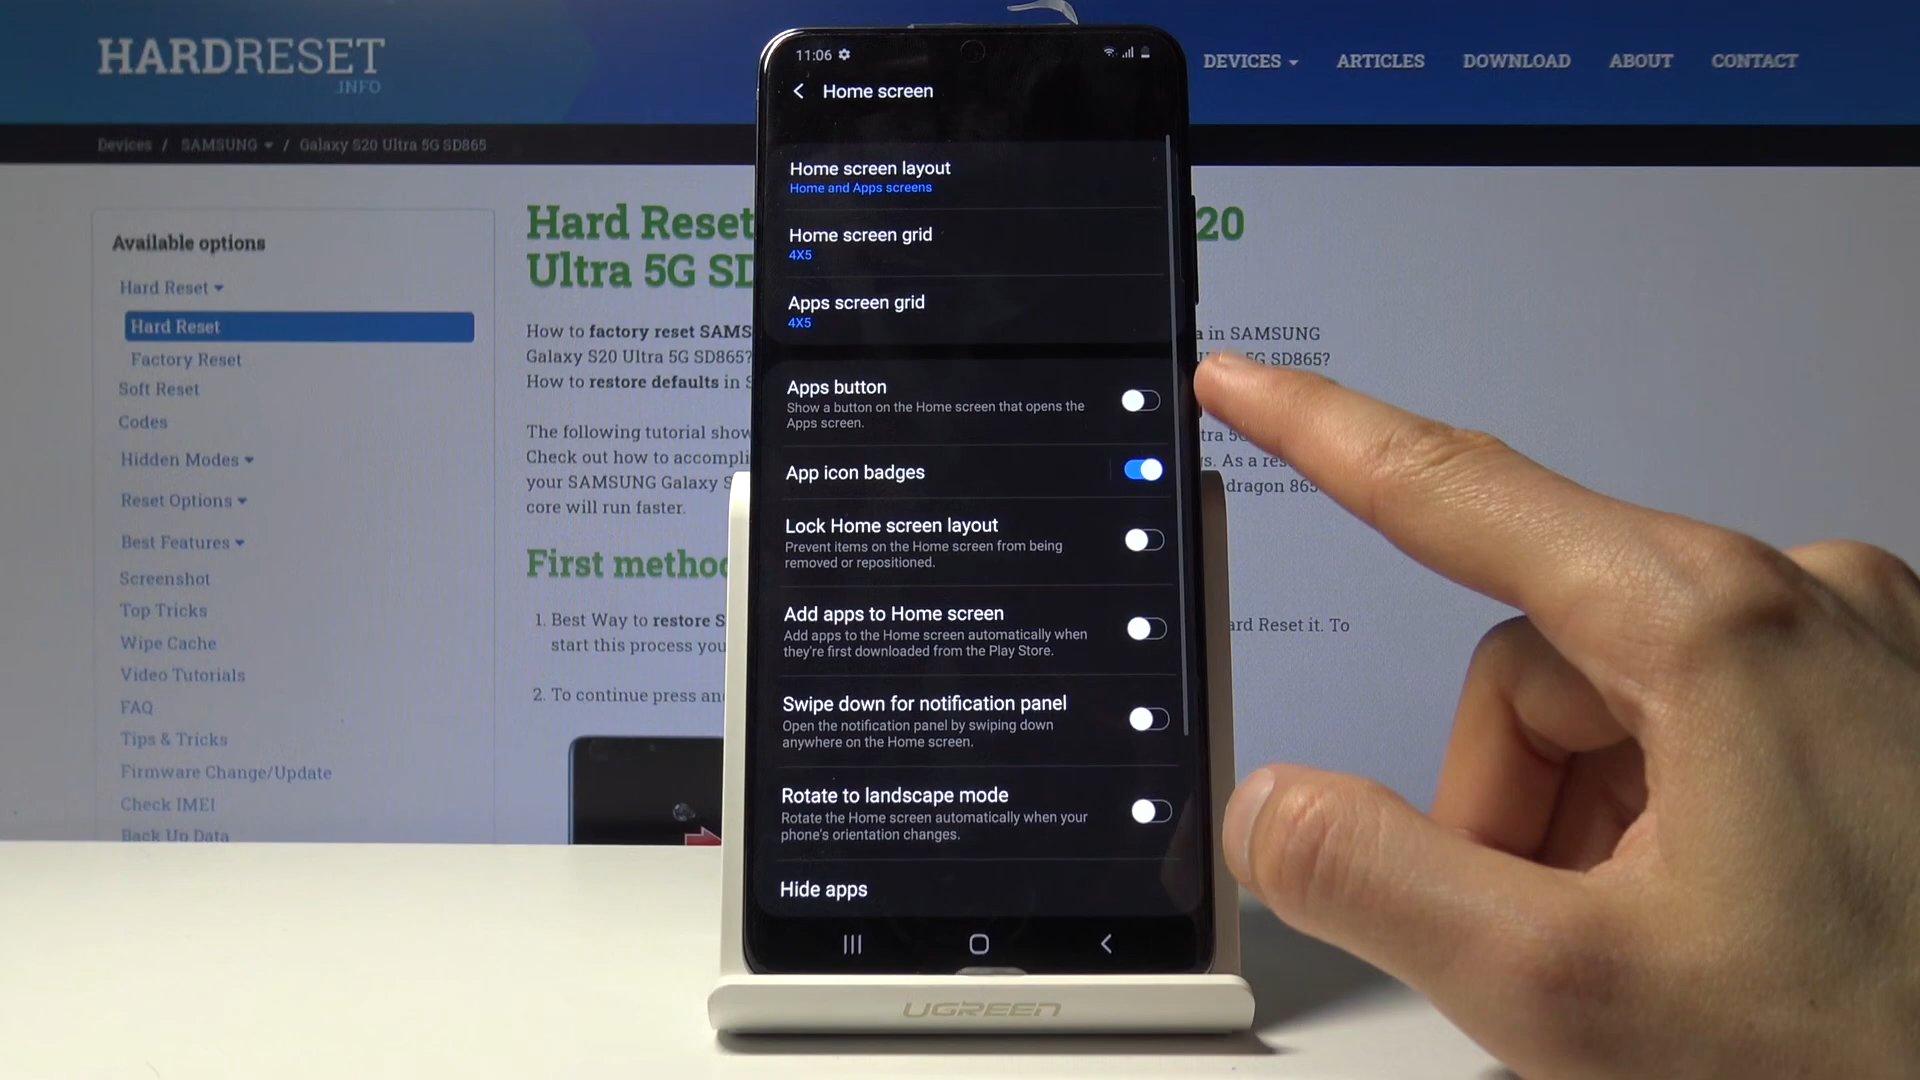 HARDRESET
.INFO
DEVICES
ARTICLES
DOWNLOAD
ABOUT
CONTACT
Devices / SAMSUNG / Galaxy S20 Ultra 5G SD865
Available options
Hard Reset
Hard Reset
Factory Reset
Soft Reset
Codes
Hidden Modes
Reset Options
Best Features
Screenshot
Top Tricks
Wipe Cache
Video Tutorials
FAQ
Tips & Tricks
Firmware Change/Update
Check IMEI
Back Up Data
Hard Reset
20
Ultra 5G SD
How to factory reset SAMS
Galaxy S20 Ultra 5G SD865?
How to restore defaults in S
a in SAMSUNG
5G SD865?
The following tutorial show
Check out how to accompli
your SAMSUNG Galaxy S
core will run faster.
tra 5G
s. As a res
dragon 865
First method
1. Best Way to restore S
start this process you
ard Reset it. To
2. To continue press an
11:06
Home screen
Home screen layout
Home and Apps screens
Home screen grid
4X5
Apps screen grid
4X5
Apps button
Show a button on the Home screen that opens the
Apps screen.
App icon badges
Lock Home screen layout
Prevent items on the Home screen from being
removed or repositioned.
Add apps to Home screen
Add apps to the Home screen automatically when
they're first downloaded from the Play Store.
Swipe down for notification panel
Open the notification panel by swiping down
anywhere on the Home screen.
Rotate to landscape mode
Rotate the Home screen automatically when your
phone's orientation changes.
Hide apps
UGREEN